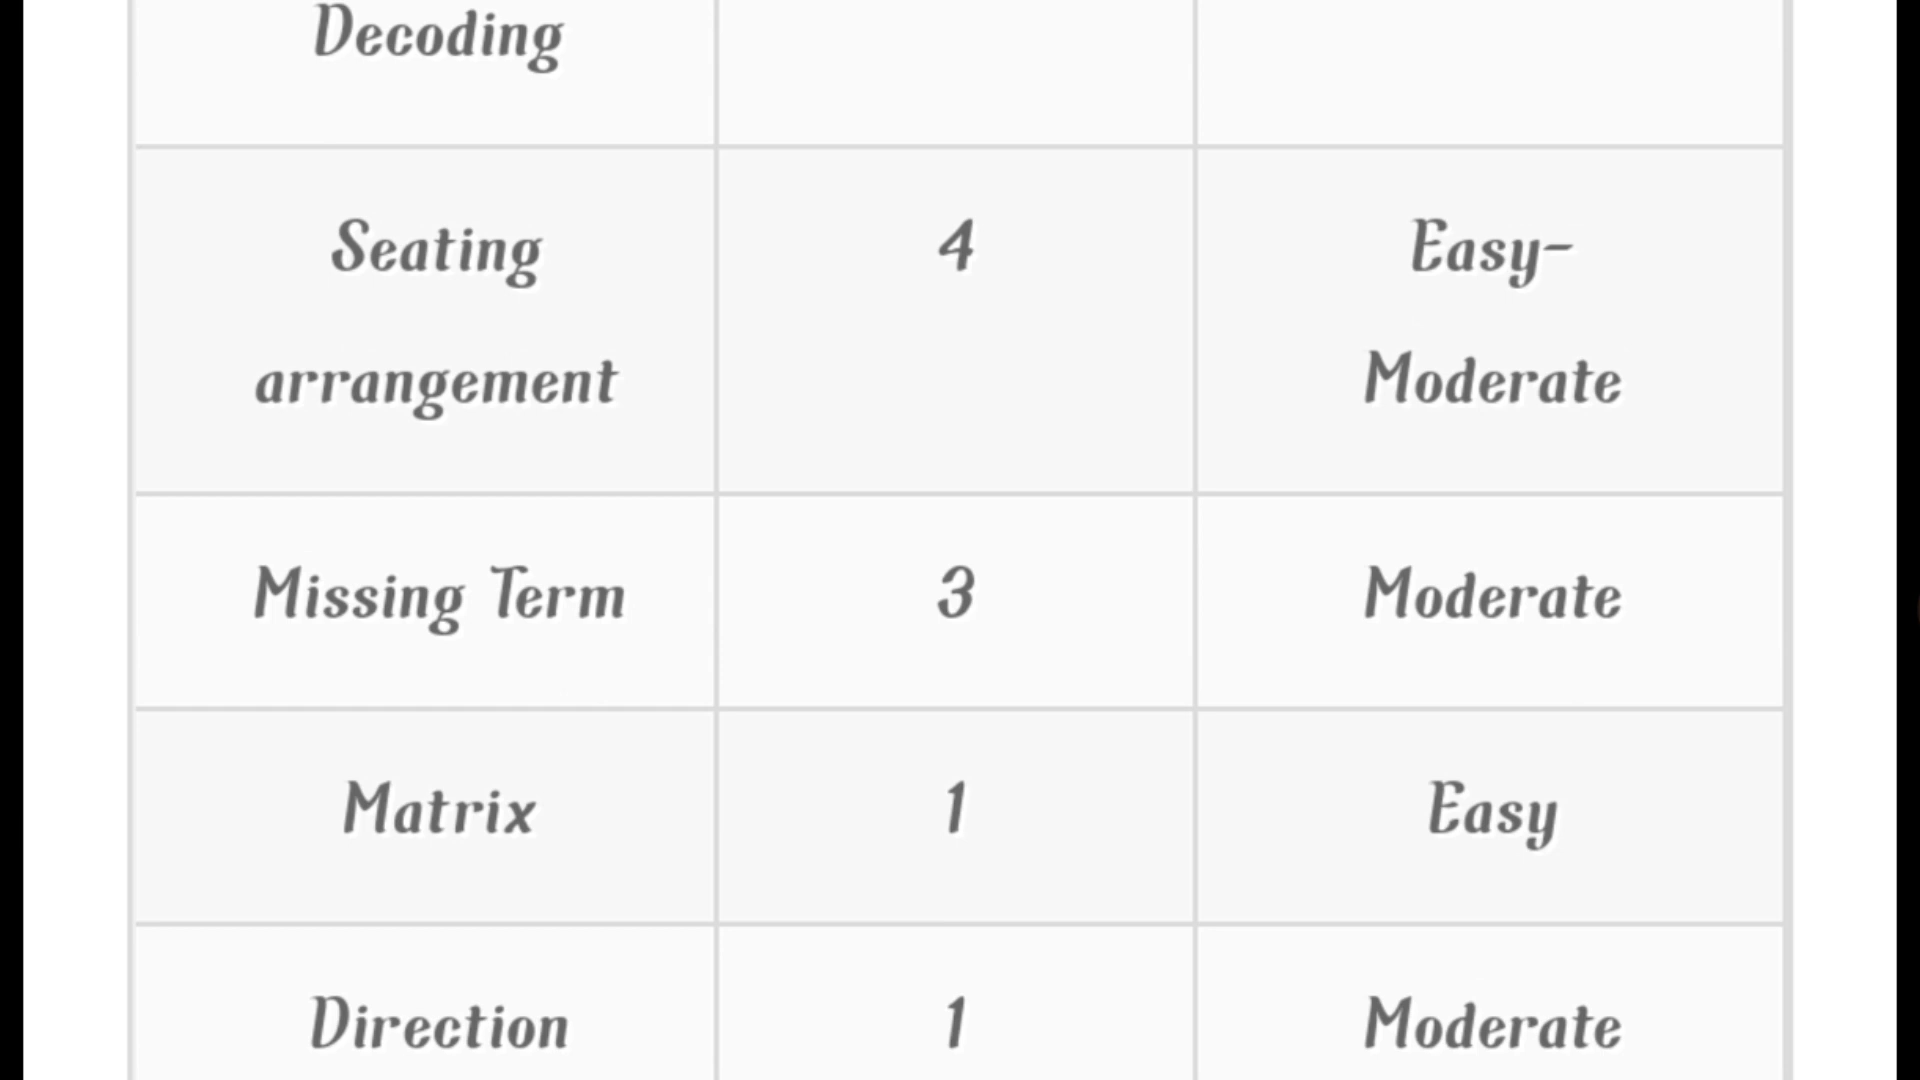 Decoding
Seating 4 Easy-
arrangement Moderate
Missing Term 3 Moderate
Matrix 1 Easy
Direction 1 Moderate